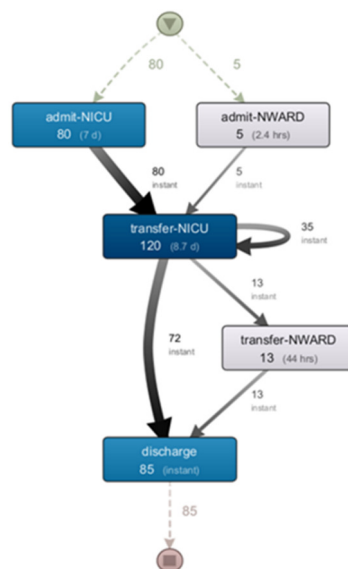 80
5
admit-NICU
80 (7 d)
admit-NWARD
5 (2.4 hrs)
80
instant
5
instant
transfer-NICU
120 (8.7 d)
35
instant
13
instant
72
instant
transfer-NWARD
13 (44 hrs)
13
instant
discharge
85 (instant)
85